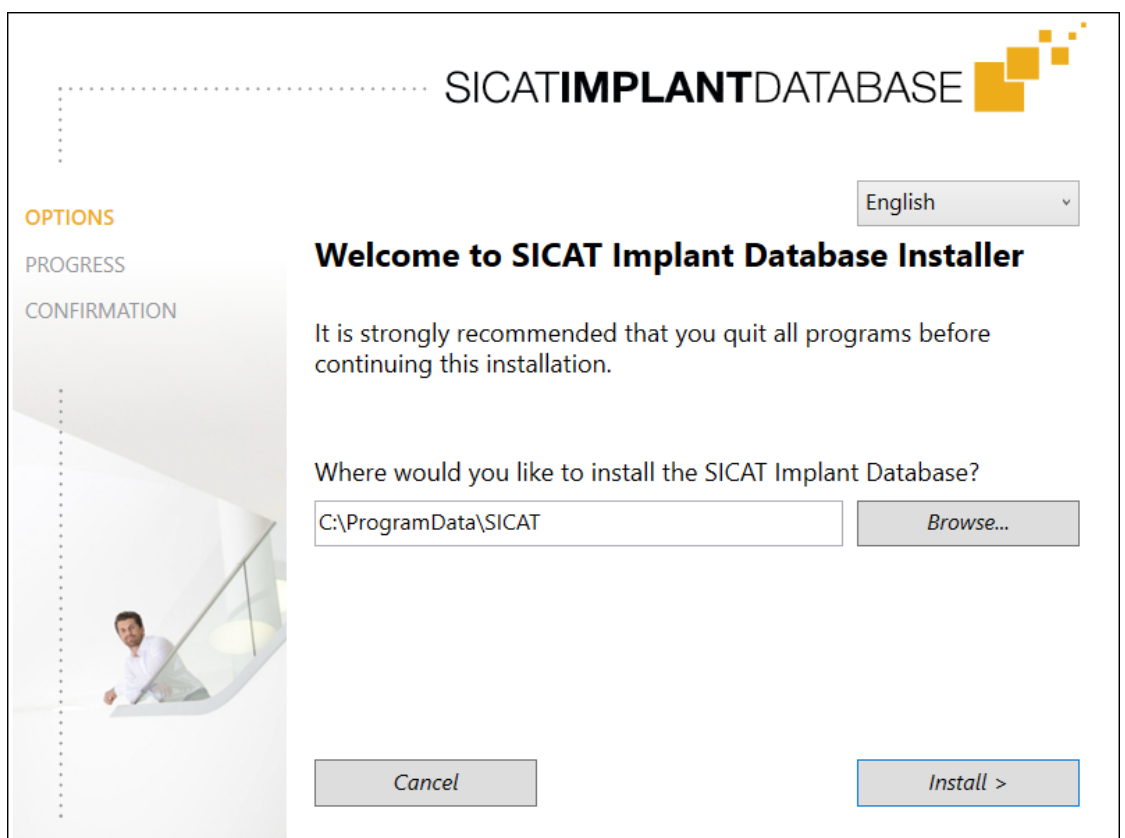 SICATIMPLANTDATABASE
English
OPTIONS
PROGRESS
CONFIRMATION
Welcome to SICAT Implant Database Installer
It is strongly recommended that you quit all programs before
continuing this installation.
Where would you like to install the SICAT Implant Database?
C:\ProgramData\SICAT
Browse...
Cancel
Install >